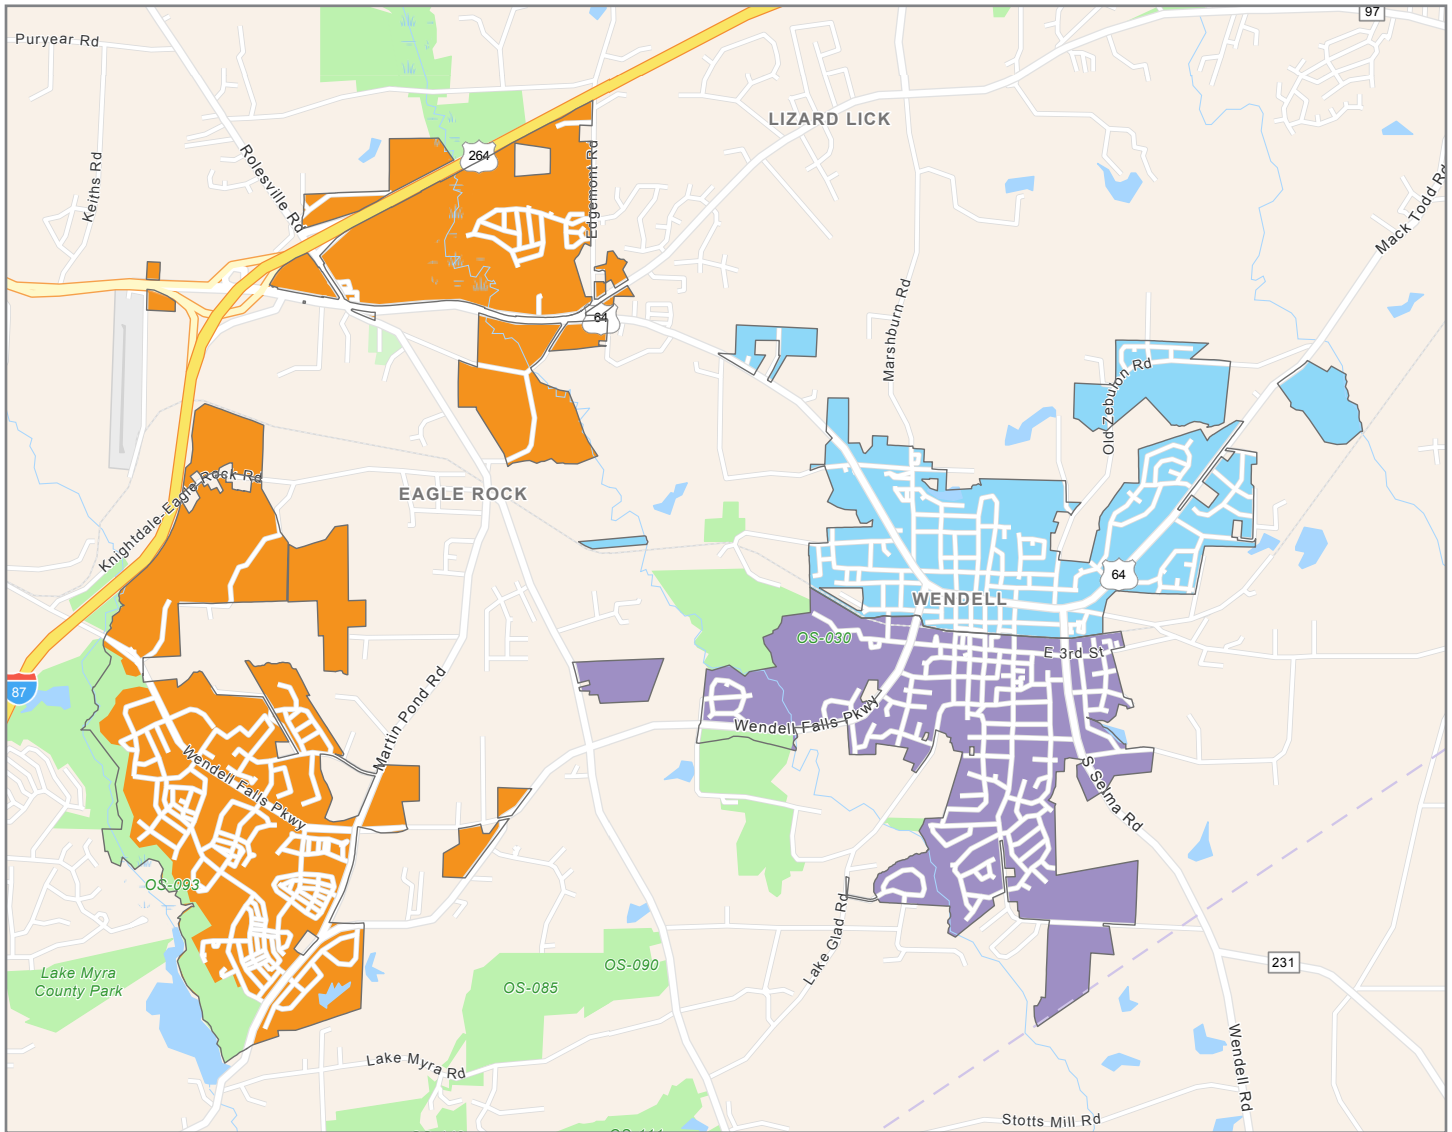 97
Puryear Rd
LIZARD LICK
264
Rolesville Rd
Edgemont Rd
Keiths Rd
Mack Todd Rd
64
Marshburn Rd
Old Zebulon Rd
Knightdale-Eagle Rock Rd
EAGLE ROCK
64
WENDELL
OS-030
E 3rd St
87
Martin Pond Rd
Wendell Falls Pkwy
Wendell Falls Pkwy
S Selma Rd
OS-093
Lake Glad Rd
Lake Myra
County Park
OS-090
OS-085
231
Lake Myra Rd
Wendell Rd
Stotts Mill Rd